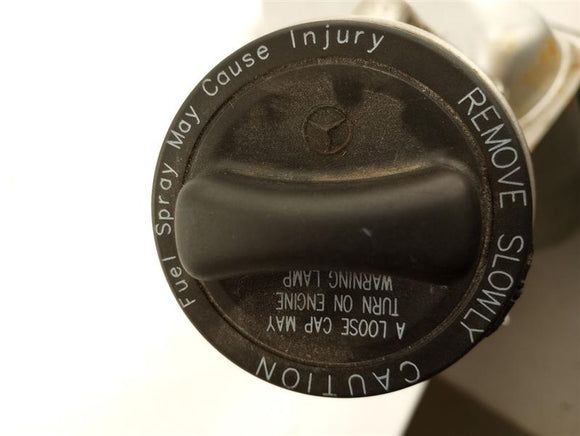 CAUTION
Fuel Spray May Cause Injury
REMOVE SLOWLY
A LOOSE CAP MAY
TURN ON ENGINE
WARNING LAMP